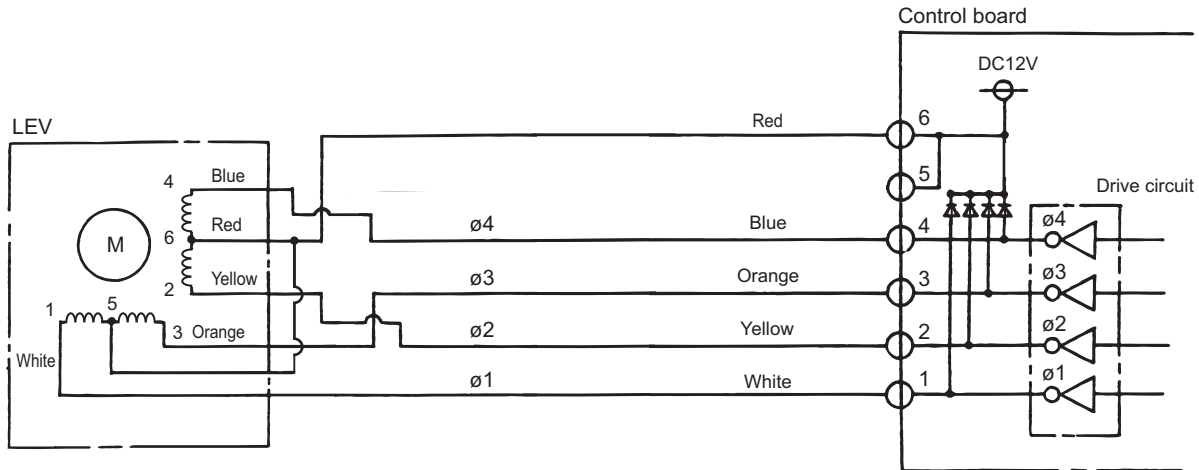 Control board
DC12V
LEV
Red 6
4 Blue
5
Drive circuit
6 Red
ø4 Blue 4 ø4
M
2 Yellow
ø3 Orange 3 ø3
1 5
3 Orange
ø2 Yellow 2 ø2
White
ø1 White 1 ø1